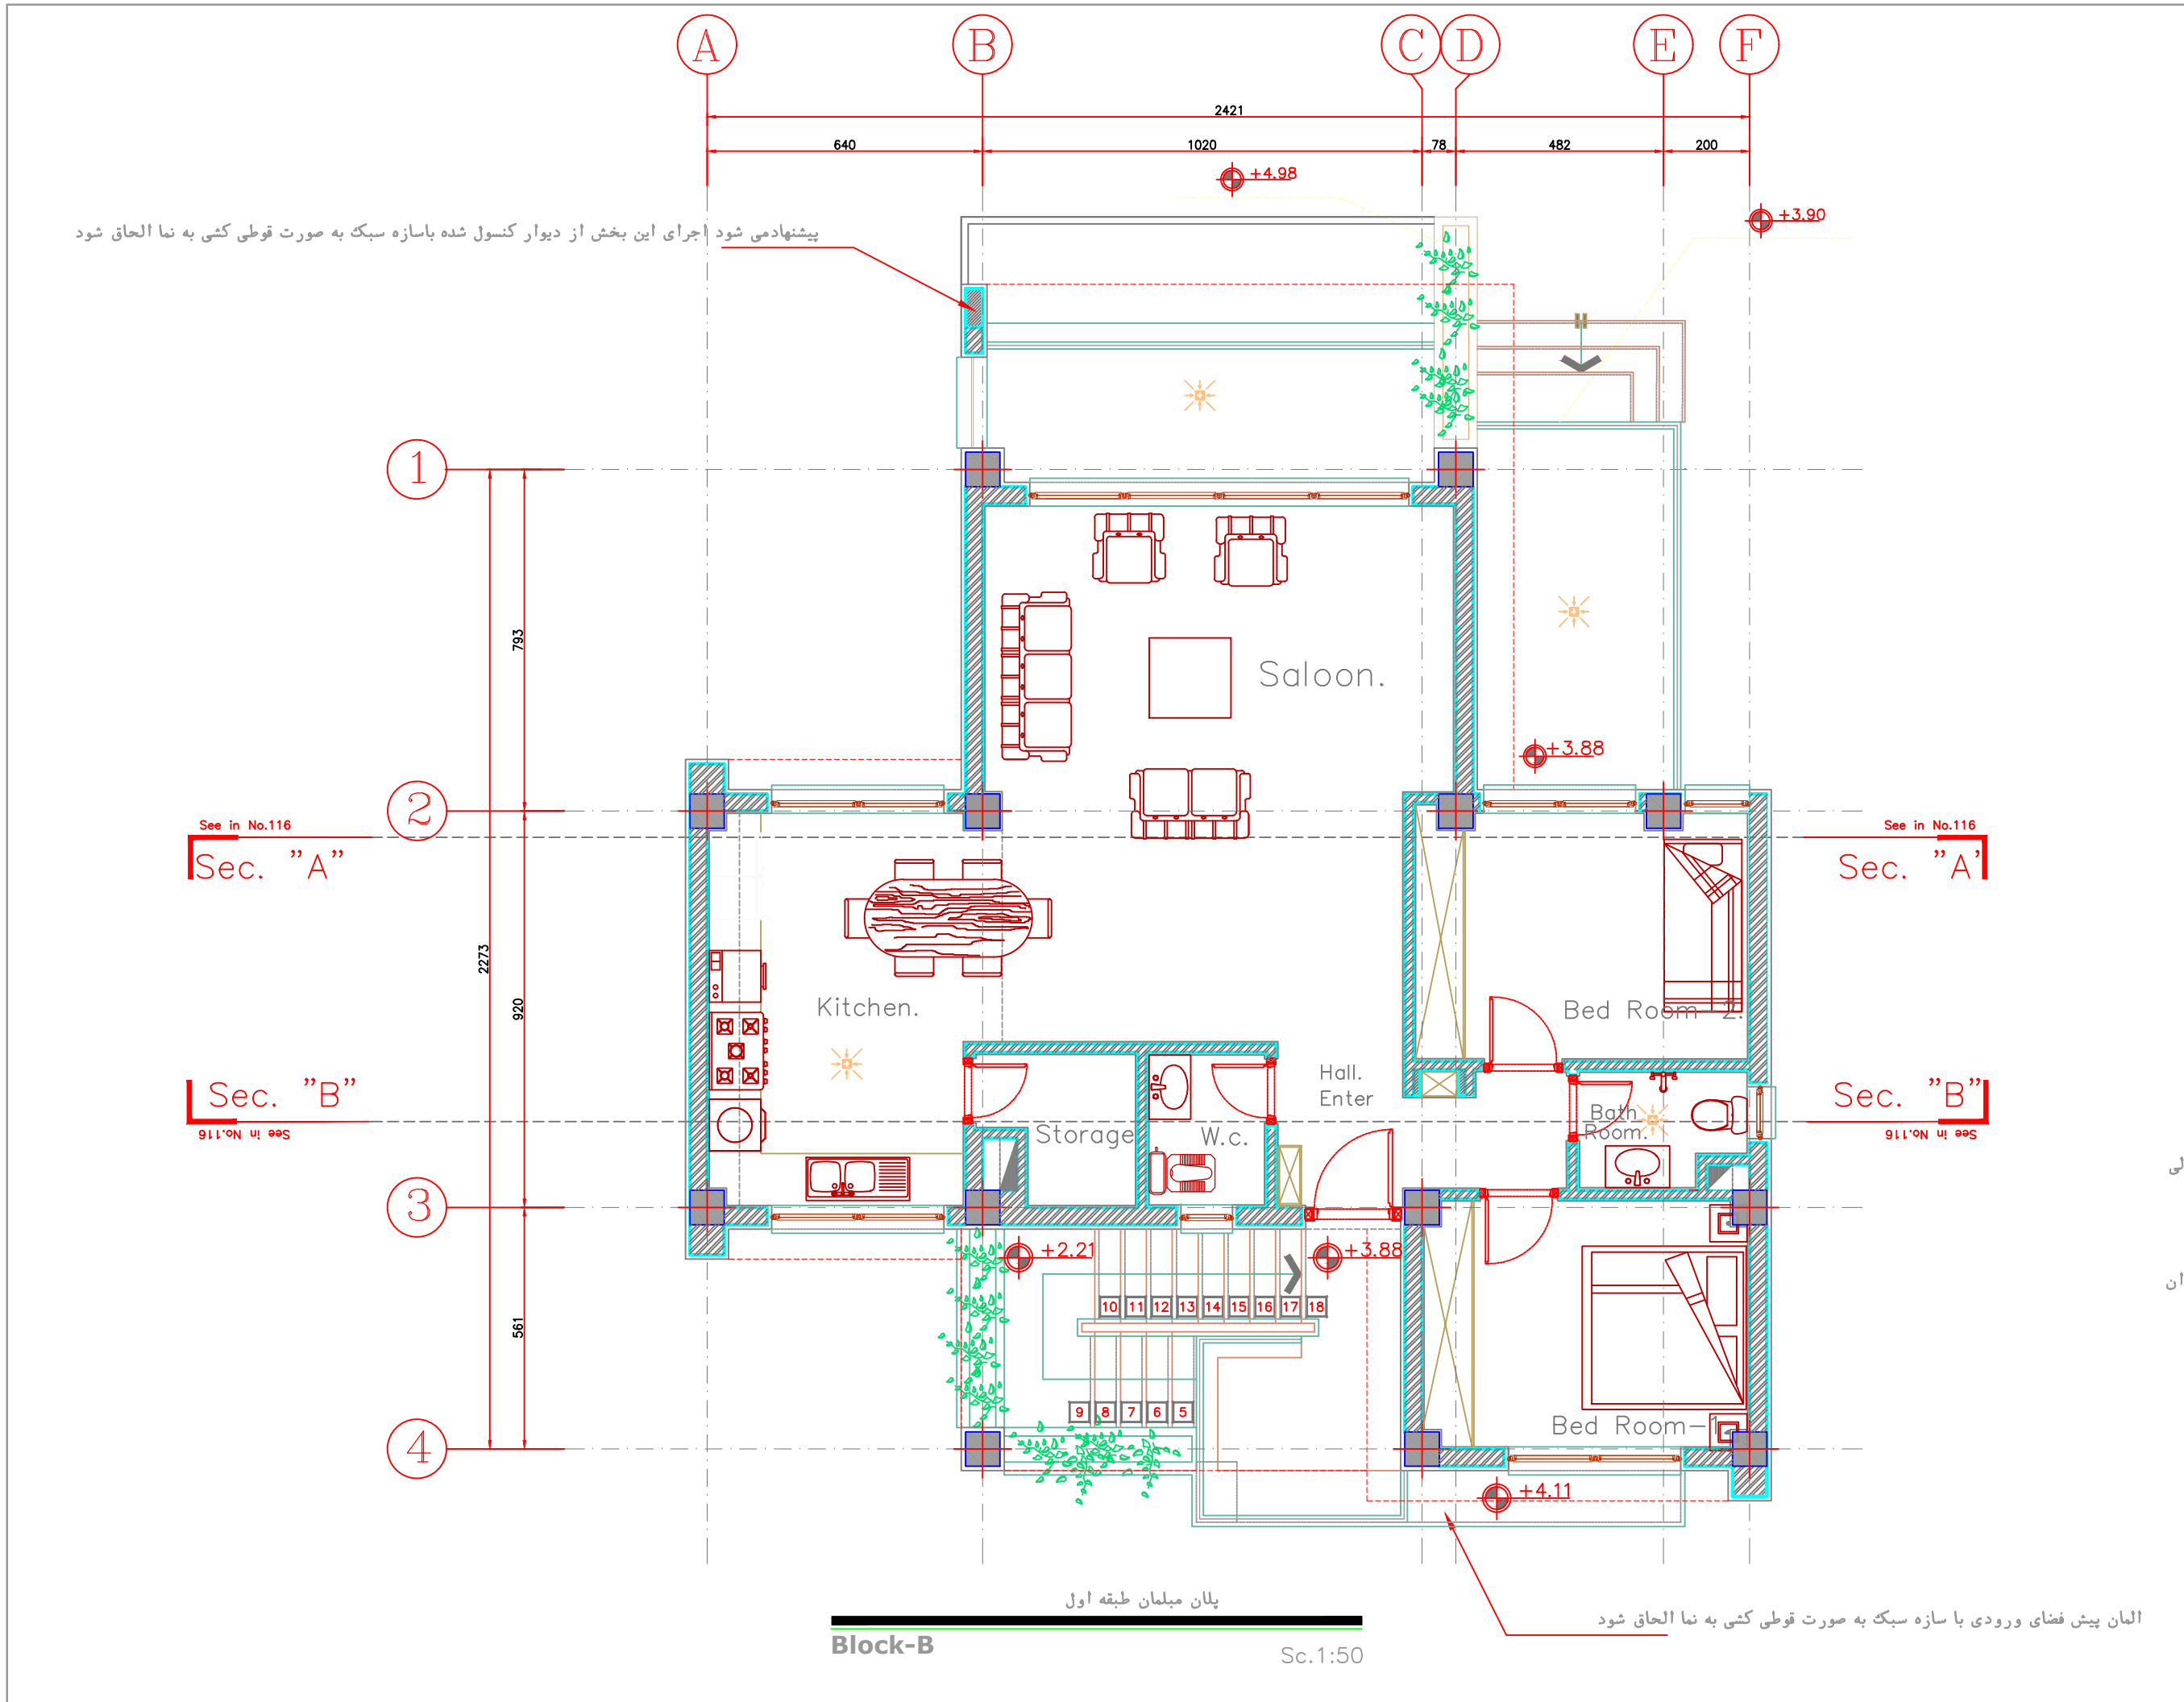 A B C D E F
2421
640 1020 78 482 200
+4.98
+3.90
پیشنهادمی شود اجرای این بخش از دیوار کنسول شده باسازه سبک به صورت قوطی کشی به نما الحاق شود
1
793
Saloon.
+3.88
2
See in No.116
Sec. "A"
See in No.116
Sec. "A'
2273
920
Kitchen.
Bed Room-2.
Hall.
Enter
Sec. "B"
See in No.116
Sec. "B"
See in No.116
Storage
W.c.
Bath
Room.
3
+2.21
+3.88
10 11 12 13 14 15 16 17 18
561
9 8 7 6 5
Bed Room-1
4
+4.11
پلان مبلمان طبقه اول
Block-B
Sc.1:50
المان پیش فضای ورودی با سازه سبک به صورت قوطی کشی به نما الحاق شود